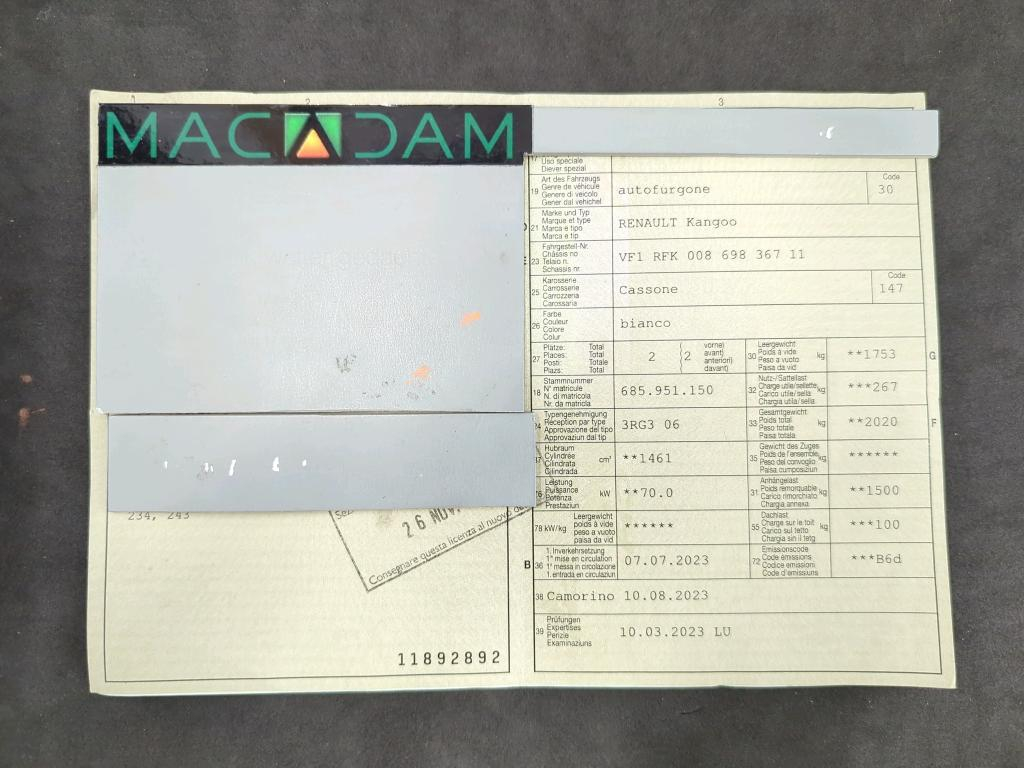 1
2
3
MACADAM
17
Uso speciale
Diever spezial
19
Art des Fahrzeugs
Genre de véhicule
Genere di veicolo
Gener dal vehichel
autofurgone
Code
30
21
Marke und Typ
Marque et type
Marca e tipo
Marca e tip
RENAULT Kangoo
E
23
Fahrgestell-Nr.
Châssis no
Telaio n.
Schassis nr.
VF1 RFK 008 698 367 11
25
Karosserie
Carrosserie
Carrozzeria
Carossaria
Cassone
Code
147
26
Farbe
Couleur
Colore
Colur
bianco
27
Plätze: Total
Places: Total
Posti: Totale
Plazs: Total
2
(2
vorne)
avant)
anteriori)
davant)
30
Leergewicht
Poids à vide
Peso a vuoto
Paisa da vid
kg
**1753
G
18
Stammnummer
N° matricule
N. di matricola
Nr. da matricla
685.951.150
32
Nutz-/Sattellast
Charge utile/sellette
Carico utile/sella
Chargia utila/sella
kg
***267
24
Typengenehmigung
Réception par type
Approvazione del tipo
Approvaziun dal tip
3RG3 06
33
Gesamtgewicht
Poids total
Peso totale
Paisa totala
kg
**2020
F
37
Hubraum
Cylindrée
Cilindrata
Cilindrada
cm³
**1461
35
Gewicht des Zuges
Poids de l'ensemble
Peso del convoglio
Paisa cumposiziun
kg
******
76
Leistung
Puissance
Potenza
Prestaziun
kW
**70.0
31
Anhängelast
Poids remorquable
Carico rimorchiato
Chargia annexa
kg
**1500
78 kW/kg
Leergewicht
poids à vide
peso a vuoto
paisa da vid
******
55
Dachlast
Charge sur le toit
Carico sul tetto
Chargia sin il tetg
kg
***100
B
36
1. Inverkehrsetzung
1re mise en circulation
1a messa in circolazione
1. entrada en circulaziun
07.07.2023
72
Emissionscode
Code émissions
Codice emissioni
Code d'emissiuns
***B6d
38
Camorino 10.08.2023
39
Prüfungen
Expertises
Perizie
Examinaziuns
10.03.2023 LU
234, 243
26 NOV.
Consegnare questa licenza al nuovo
11892892